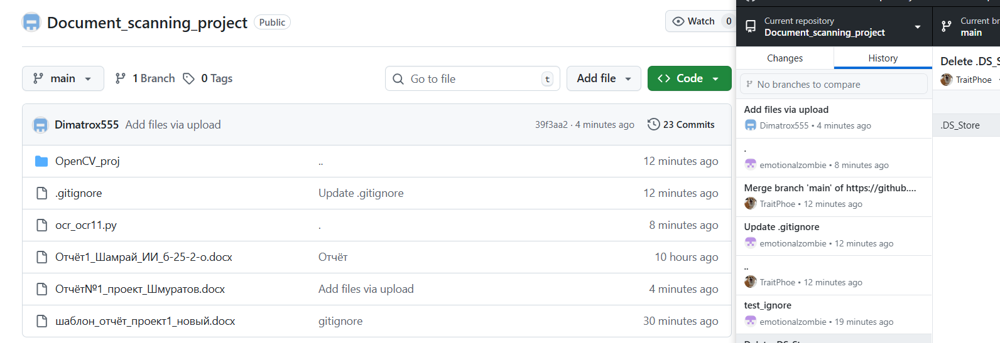 Document_scanning_project Public
Watch 0
main 1 Branch 0 Tags
Go to file t
Add file
Code
Dimatrox555 Add files via upload 39f3aa2 · 4 minutes ago 23 Commits
OpenCV_proj .. 12 minutes ago
.gitignore Update .gitignore 12 minutes ago
ocr_ocr11.py . 8 minutes ago
Отчёт1_Шамрай_ИИ_б-25-2-о.docx Отчёт 10 hours ago
Отчёт№1_проект_Шмуратов.docx Add files via upload 4 minutes ago
шаблон_отчёт_проект1_новый.docx gitignore 30 minutes ago
Current repository
Document_scanning_project
Current br
main
Changes History
No branches to compare
Add files via upload
Dimatrox555 • 4 minutes ago
.
emotionalzombie • 8 minutes ago
Merge branch 'main' of https://github....
TraitPhoe • 12 minutes ago
Update .gitignore
emotionalzombie • 12 minutes ago
..
TraitPhoe • 12 minutes ago
test_ignore
emotionalzombie • 19 minutes ago
Delete .DS_S
TraitPhoe
.DS_Store